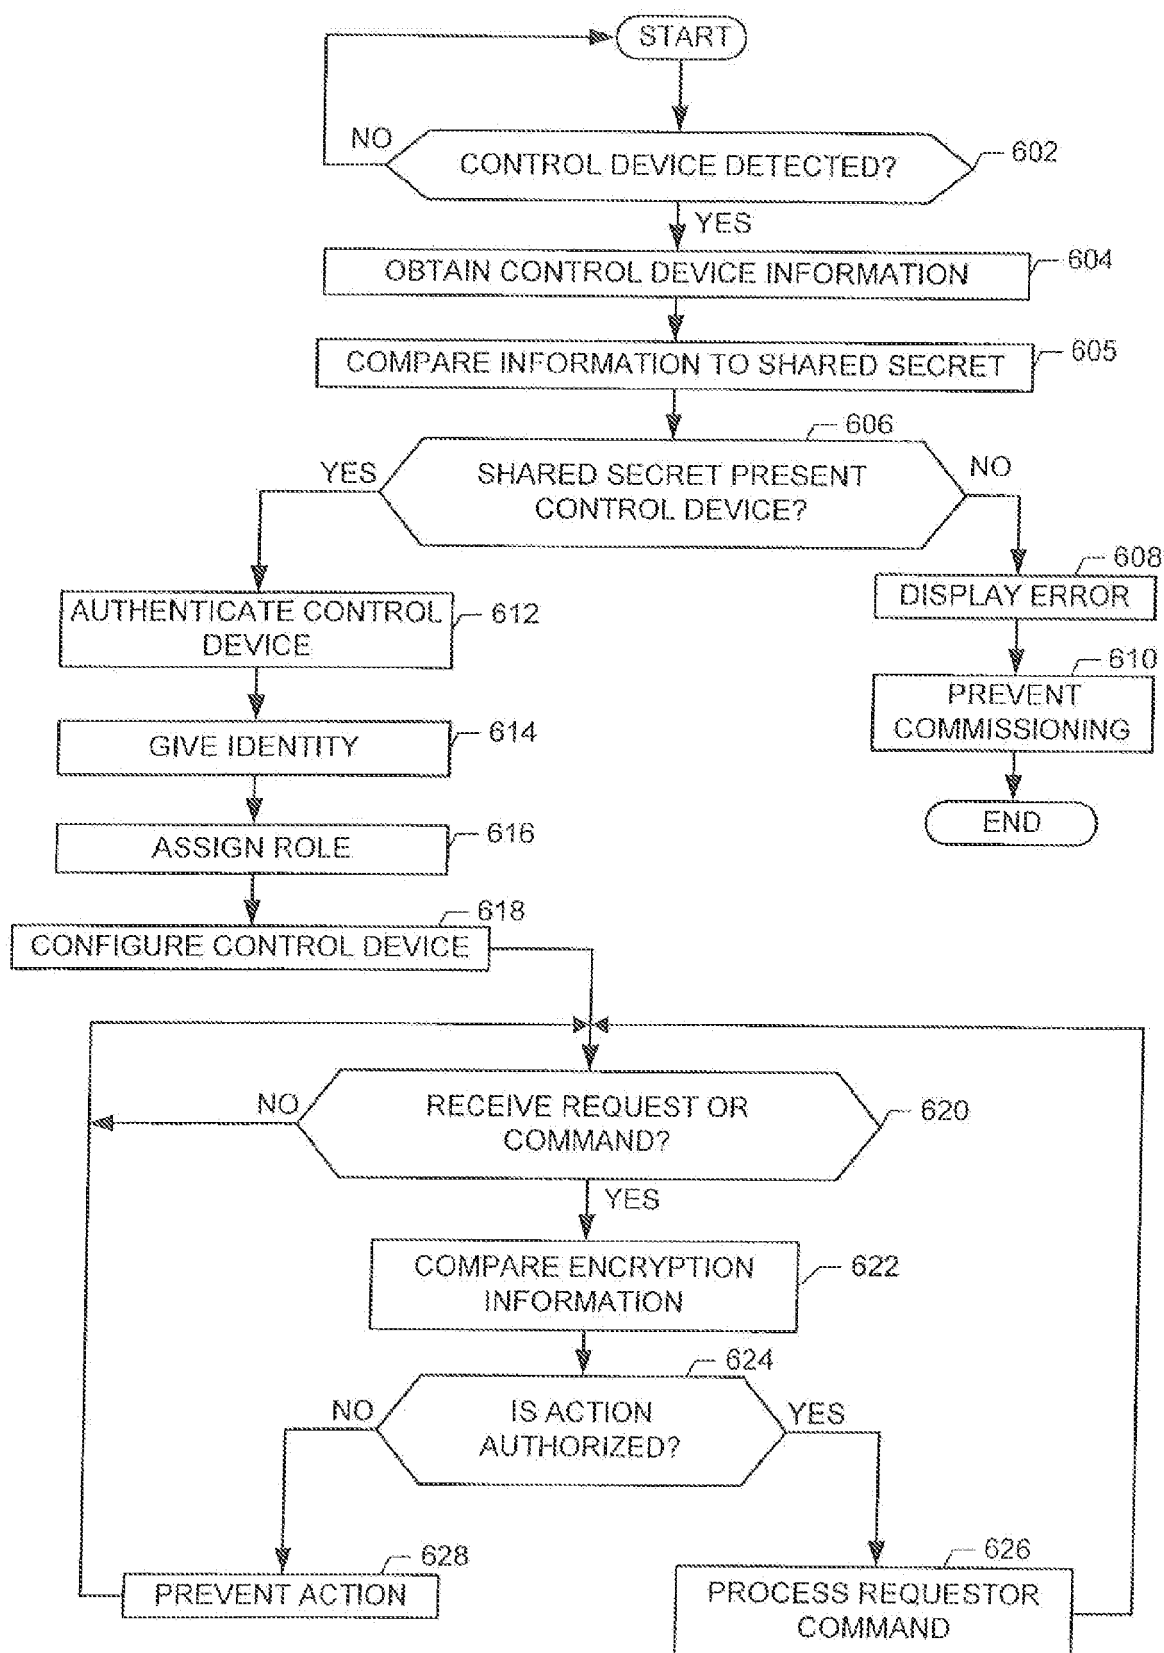 START
NO
CONTROL DEVICE DETECTED?
602
YES
OBTAIN CONTROL DEVICE INFORMATION
604
COMPARE INFORMATION TO SHARED SECRET
605
606
YES
SHARED SECRET PRESENT
CONTROL DEVICE?
NO
608
DISPLAY ERROR
AUTHENTICATE CONTROL
DEVICE
612
610
PREVENT
COMMISSIONING
GIVE IDENTITY
614
END
ASSIGN ROLE
616
618
CONFIGURE CONTROL DEVICE
NO
RECEIVE REQUEST OR
COMMAND?
620
YES
COMPARE ENCRYPTION
INFORMATION
622
624
NO
IS ACTION
AUTHORIZED?
YES
628
PREVENT ACTION
626
PROCESS REQUESTOR
COMMAND